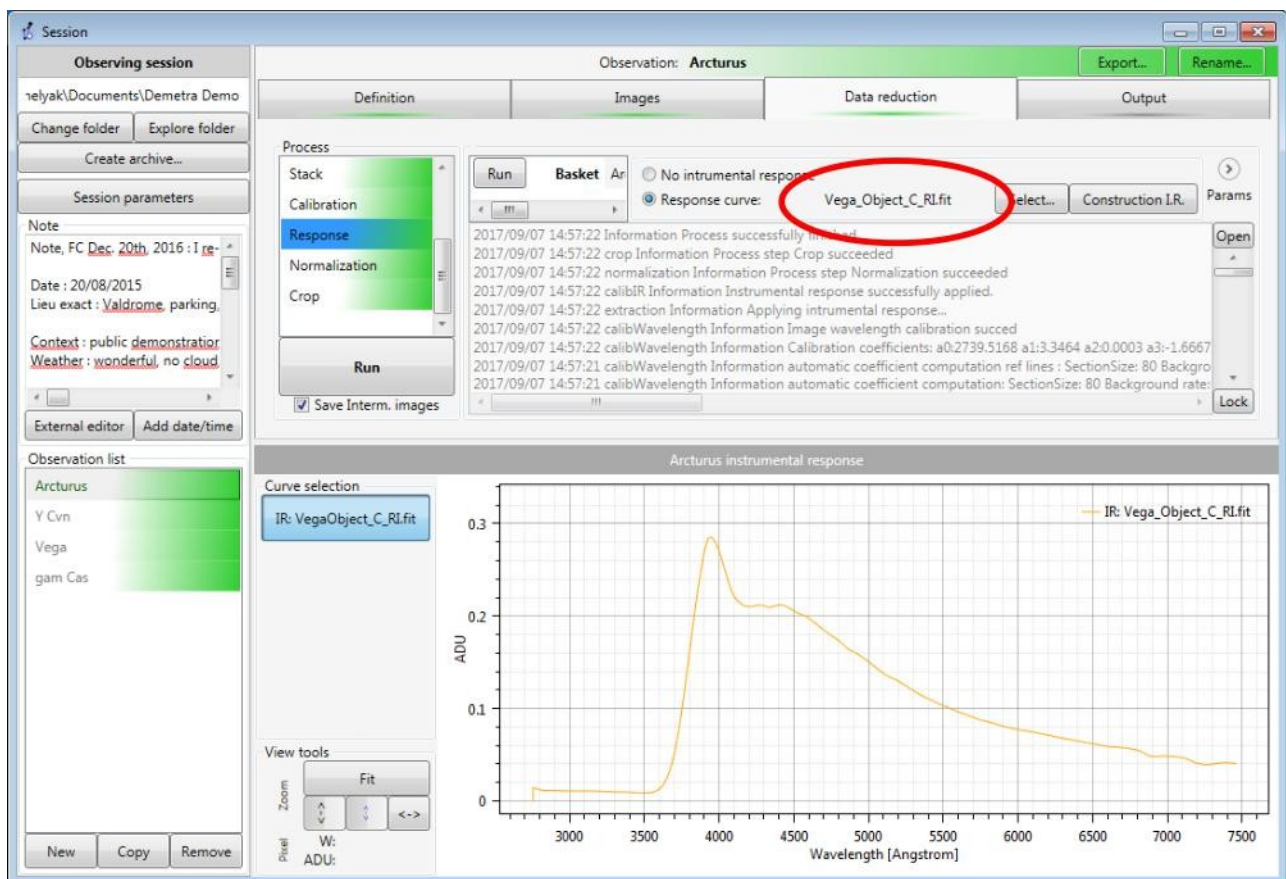 Session
Observing session
nelyak\Documents\Demetra Demo
Change folder
Explore folder
Create archive...
Session parameters
Note
Note, FC Dec. 20th, 2016 : I re-
Date : 20/08/2015
Lieu exact : Valdrome, parking,
Context : public demonstration
Weather : wonderful, no cloud,
External editor
Add date/time
Observation list
Arcturus
Y Cvn
Vega
gam Cas
New
Copy
Remove
Observation: Arcturus
Export...
Rename...
Definition
Images
Data reduction
Output
Process
Stack
Calibration
Response
Normalization
Crop
Run
Save Interm. images
Run
Basket Ar
No intrumental response
Response curve:
Vega_Object_C_RI.fit
Select...
Construction I.R.
Params
2017/09/07 14:57:22 Information Process successfully finished
2017/09/07 14:57:22 crop Information Process step Crop succeeded
2017/09/07 14:57:22 normalization Information Process step Normalization succeeded
2017/09/07 14:57:22 calibIR Information Instrumental response successfully applied.
2017/09/07 14:57:22 extraction Information Applying intrumental response...
2017/09/07 14:57:22 calibWavelength Information Image wavelength calibration succed
2017/09/07 14:57:22 calibWavelength Information Calibration coefficients: a0:2739.5168 a1:3.3464 a2:0.0003 a3:-1.6667
2017/09/07 14:57:21 calibWavelength Information automatic coefficient computation ref lines : SectionSize: 80 Backgro
2017/09/07 14:57:21 calibWavelength Information automatic coefficient computation: SectionSize: 80 Background rate:
Open
Lock
Arcturus instrumental response
Curve selection
IR: VegaObject_C_RI.fit
View tools
Zoom
Fit
<->
<->
<->
Pixel
W:
ADU:
IR: Vega_Object_C_RI.fit
ADU
0.3
0.2
0.1
0
3000 3500 4000 4500 5000 5500 6000 6500 7000 7500
Wavelength [Angstrom]